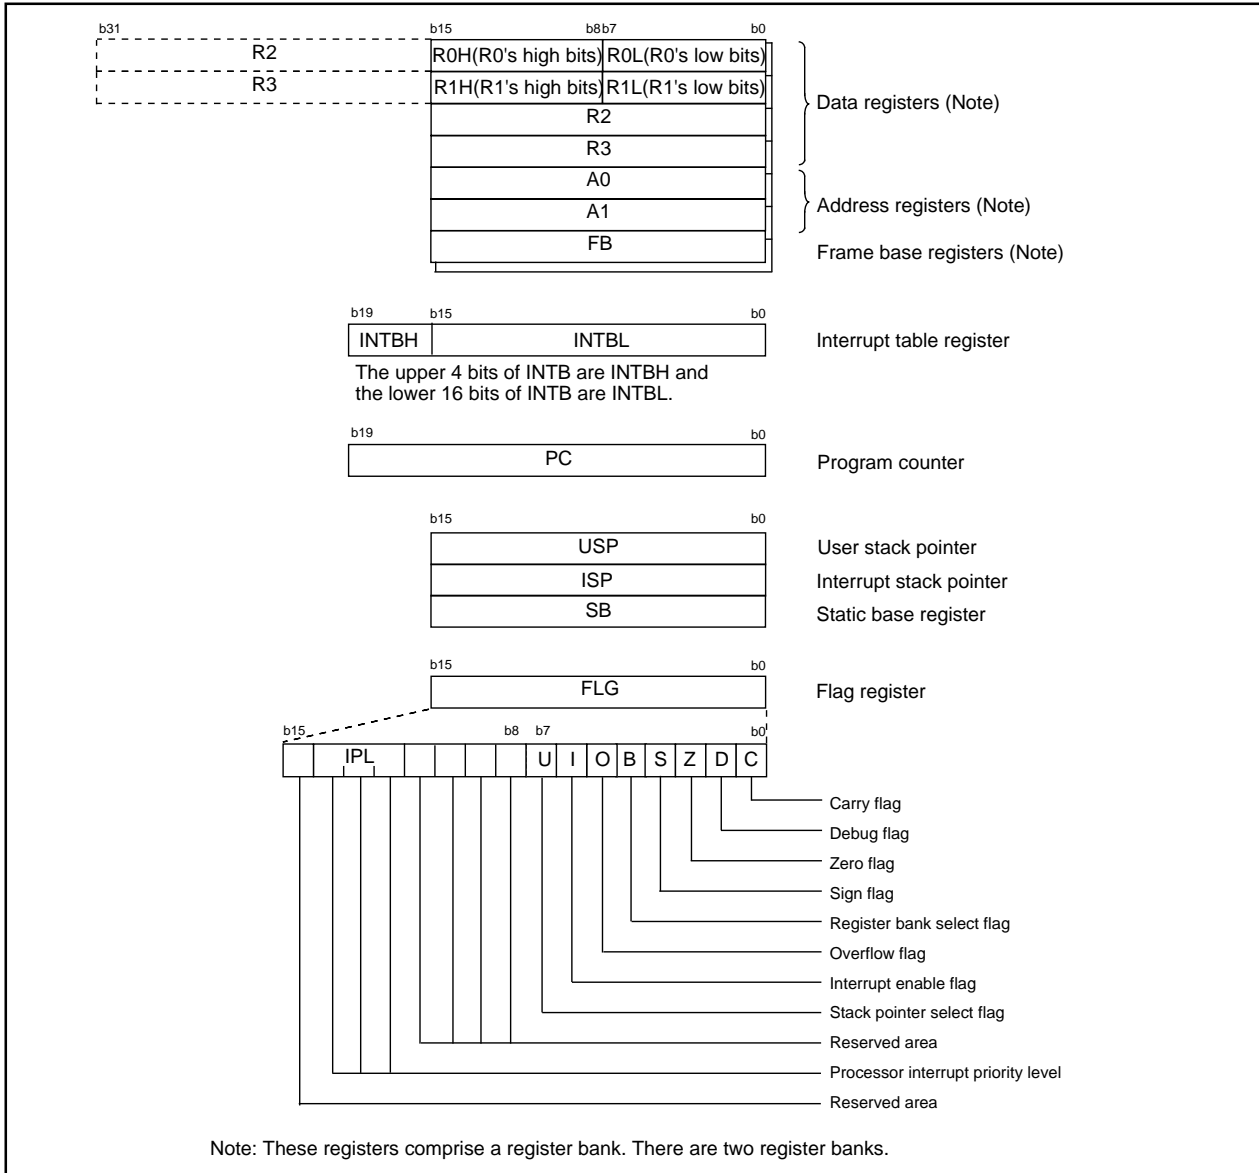 b31 b15 b8b7 b0
R2 R0H(R0's high bits) R0L(R0's low bits)
R3 R1H(R1's high bits) R1L(R1's low bits)
Data registers (Note)
R2
R3
A0
A1
Address registers (Note)
FB
Frame base registers (Note)
b19 b15 b0
INTBH INTBL Interrupt table register
The upper 4 bits of INTB are INTBH and
the lower 16 bits of INTB are INTBL.
b19 b0
PC Program counter
b15 b0
USP User stack pointer
ISP Interrupt stack pointer
SB Static base register
b15 b0
FLG Flag register
b15 b8 b7 b0
IPL U I O B S Z D C
Carry flag
Debug flag
Zero flag
Sign flag
Register bank select flag
Overflow flag
Interrupt enable flag
Stack pointer select flag
Reserved area
Processor interrupt priority level
Reserved area
Note: These registers comprise a register bank. There are two register banks.